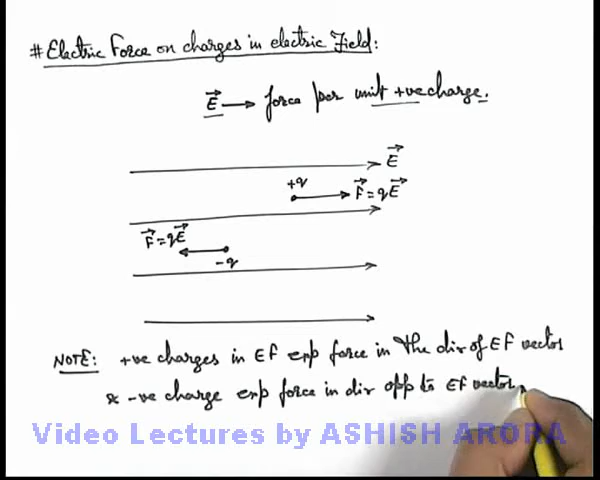 # Electric Force on charges in electric Field:
E⃗ → force per unit +ve charge.
E⃗
+q
F⃗ = qE⃗
F⃗ = qE⃗
-q
NOTE: +ve charges in EF exp force in the dir of EF vector
& -ve charge exp force in dir opp to EF vector,
Video Lectures by ASHISH ARORA